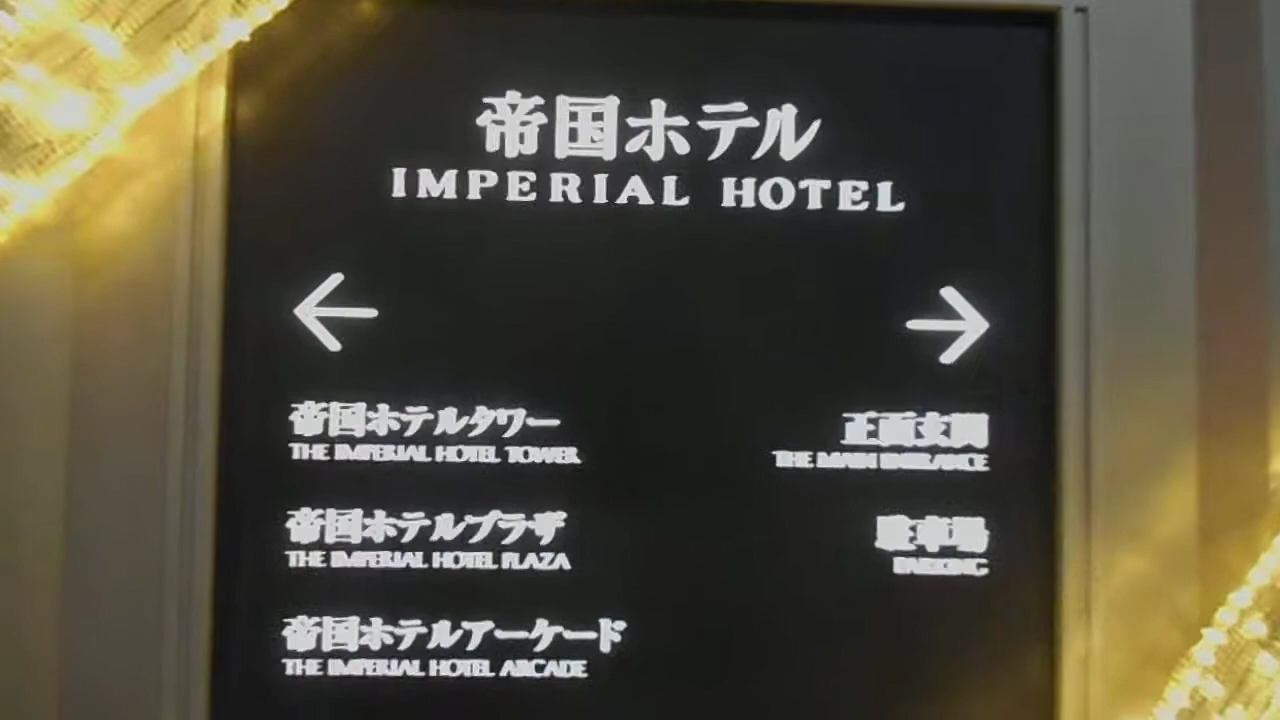 帝国ホテル
IMPERIAL HOTEL
←
→
帝国ホテルタワー
THE IMPERIAL HOTEL TOWER
帝国ホテルプラザ
THE IMPERIAL HOTEL PLAZA
帝国ホテルアーケード
THE IMPERIAL HOTEL ARCADE
正面玄関
THE MAIN ENTRANCE
駐車場
PARKING